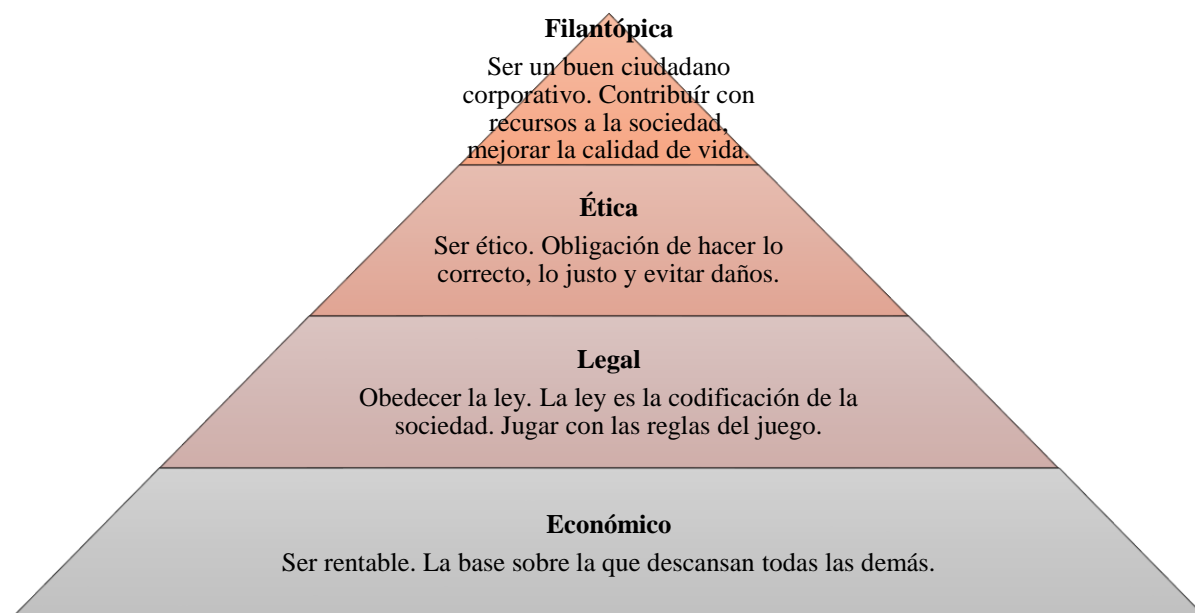 Filantópica
Ser un buen ciudadano
corporativo. Contribuír con
recursos a la sociedad,
mejorar la calidad de vida.
Ética
Ser ético. Obligación de hacer lo
correcto, lo justo y evitar daños.
Legal
Obedecer la ley. La ley es la codificación de la
sociedad. Jugar con las reglas del juego.
Económico
Ser rentable. La base sobre la que descansan todas las demás.